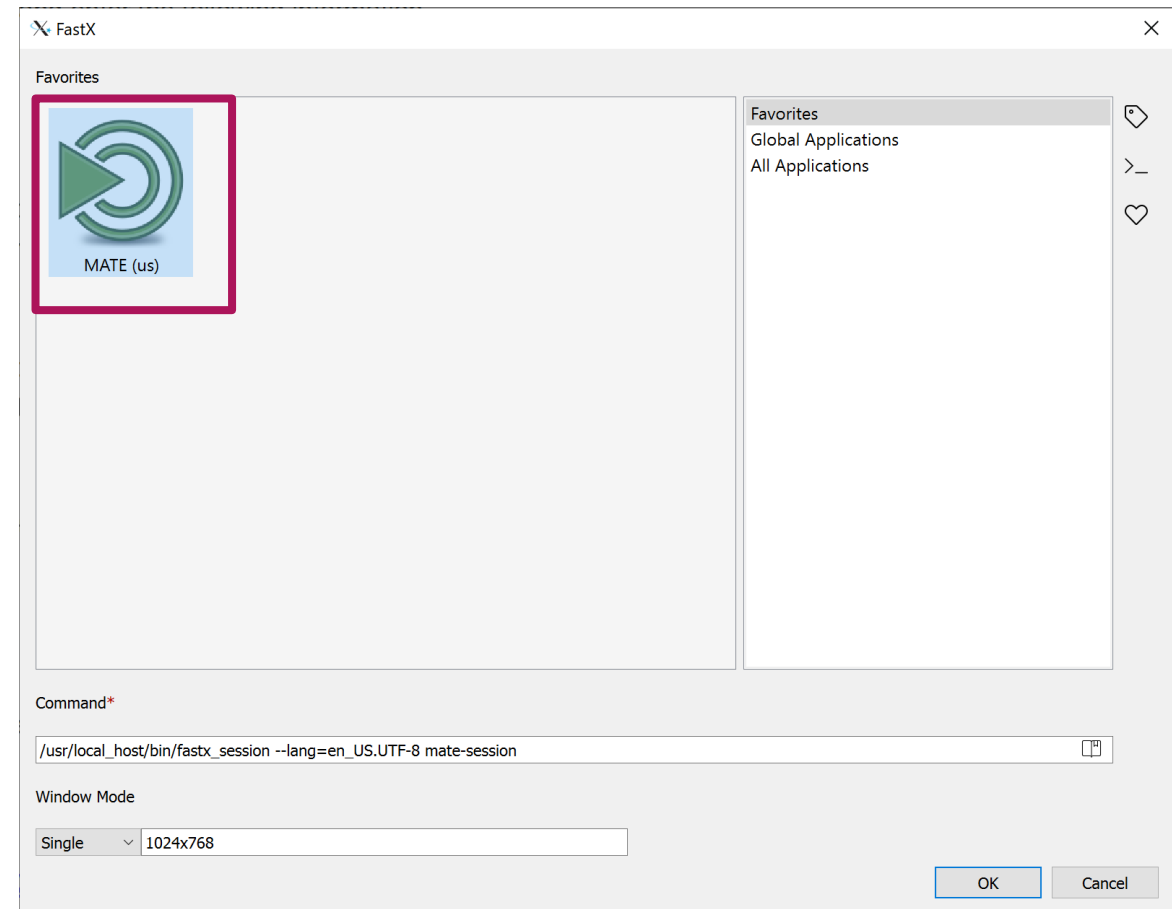 FastX
Favorites
MATE (us)
Favorites
Global Applications
All Applications
Command*
/usr/local_host/bin/fastx_session --lang=en_US.UTF-8 mate-session
Window Mode
Single 1024x768
OK Cancel